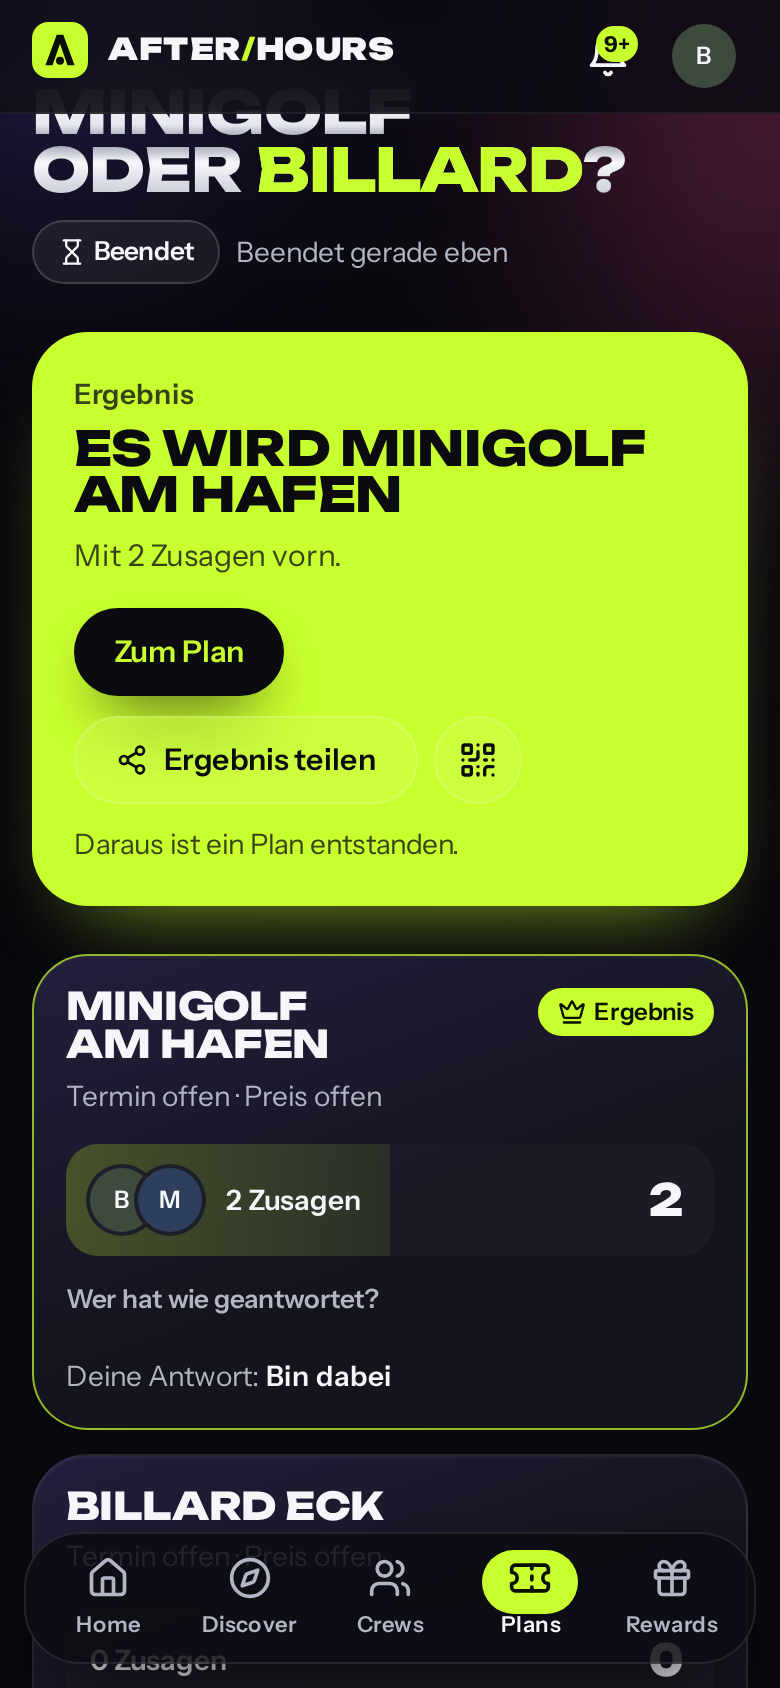 AFTER/HOURS
9+
B
MINIGOLF
ODER BILLARD?
Beendet
Beendet gerade eben
Ergebnis
ES WIRD MINIGOLF
AM HAFEN
Mit 2 Zusagen vorn.
Zum Plan
Ergebnis teilen
Daraus ist ein Plan entstanden.
MINIGOLF
AM HAFEN
Ergebnis
Termin offen · Preis offen
B
M
2 Zusagen
2
Wer hat wie geantwortet?
Deine Antwort: Bin dabei
BILLARD ECK
Termin offen · Preis offen
Home
Discover
Crews
Plans
Rewards
0 Zusagen
0